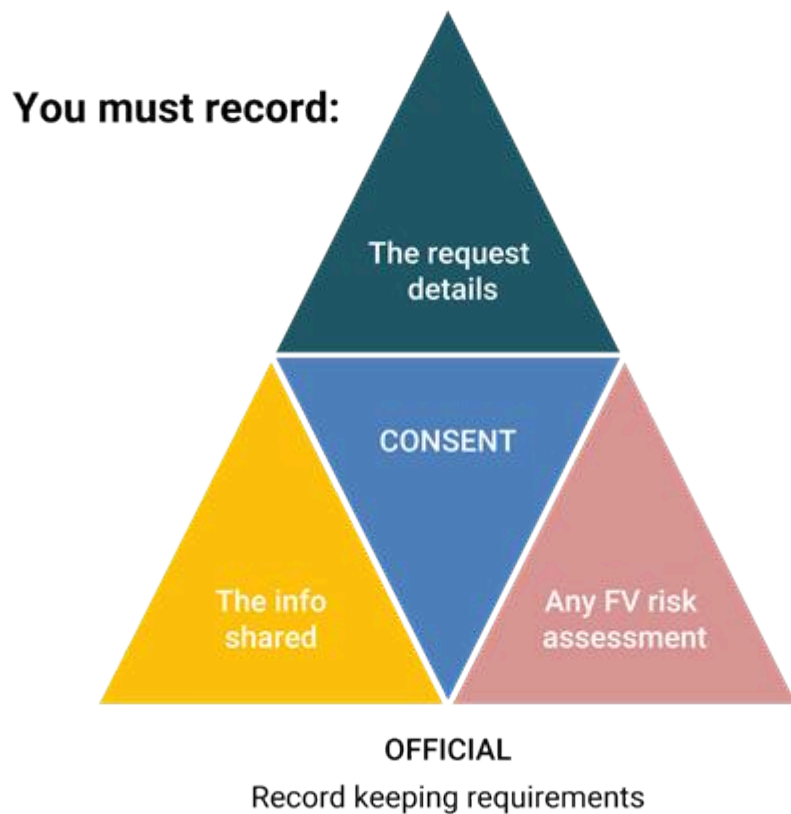 You must record:
The request
details
CONSENT
The info
shared
Any FV risk
assessment
OFFICIAL
Record keeping requirements